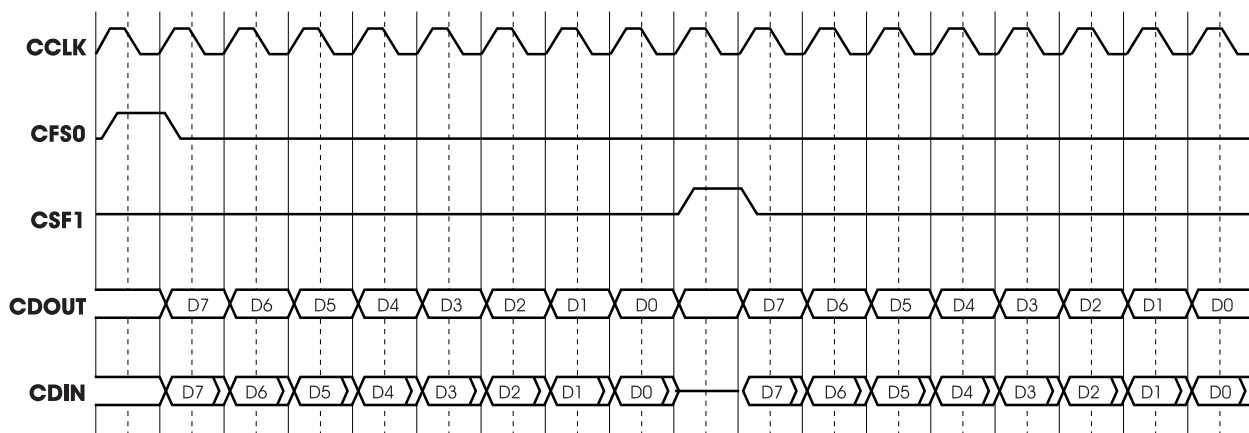 CCLK
CFS0
CSF1
CDOUT D7 D6 D5 D4 D3 D2 D1 D0 D7 D6 D5 D4 D3 D2 D1 D0
CDIN D7 D6 D5 D4 D3 D2 D1 D0 D7 D6 D5 D4 D3 D2 D1 D0